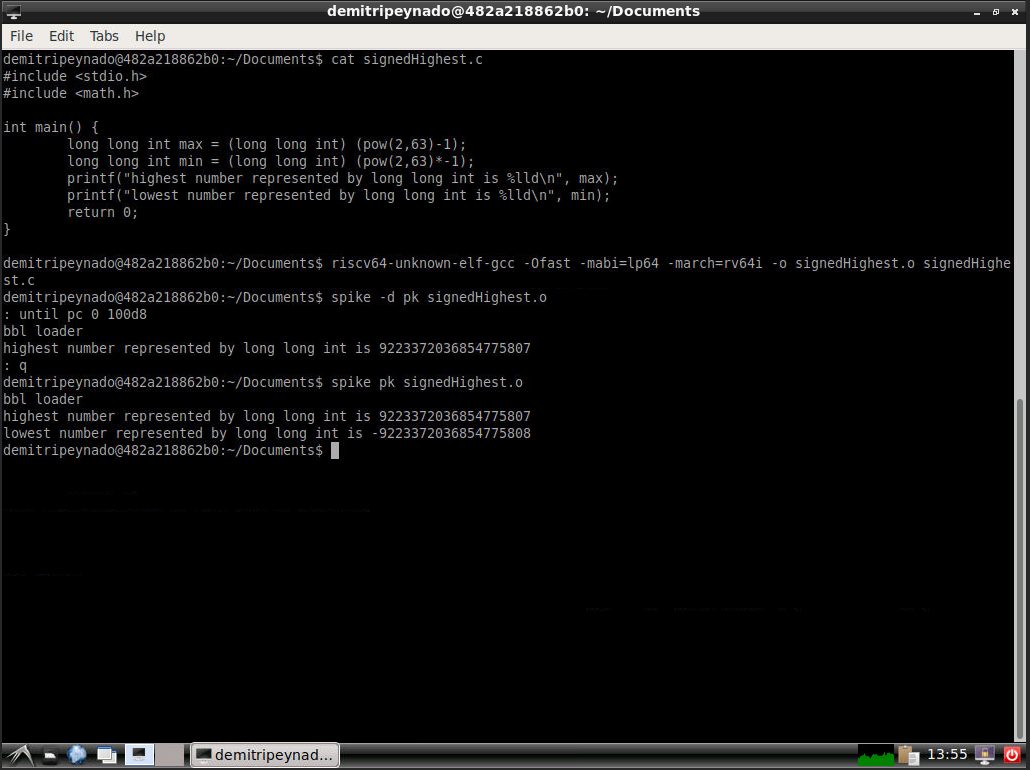 demitripeynado@482a218862b0: ~/Documents
File Edit Tabs Help
demitripeynado@482a218862b0:~/Documents$ cat signedHighest.c
#include <stdio.h>
#include <math.h>
int main() {
        long long int max = (long long int) (pow(2,63)-1);
        long long int min = (long long int) (pow(2,63)*-1);
        printf("highest number represented by long long int is %lld\n", max);
        printf("lowest number represented by long long int is %lld\n", min);
        return 0;
}
demitripeynado@482a218862b0:~/Documents$ riscv64-unknown-elf-gcc -Ofast -mabi=lp64 -march=rv64i -o signedHighest.o signedHighe
st.c
demitripeynado@482a218862b0:~/Documents$ spike -d pk signedHighest.o
: until pc 0 100d8
bbl loader
highest number represented by long long int is 9223372036854775807
: q
demitripeynado@482a218862b0:~/Documents$ spike pk signedHighest.o
bbl loader
highest number represented by long long int is 9223372036854775807
lowest number represented by long long int is -9223372036854775808
demitripeynado@482a218862b0:~/Documents$
demitripeynad... 13:55